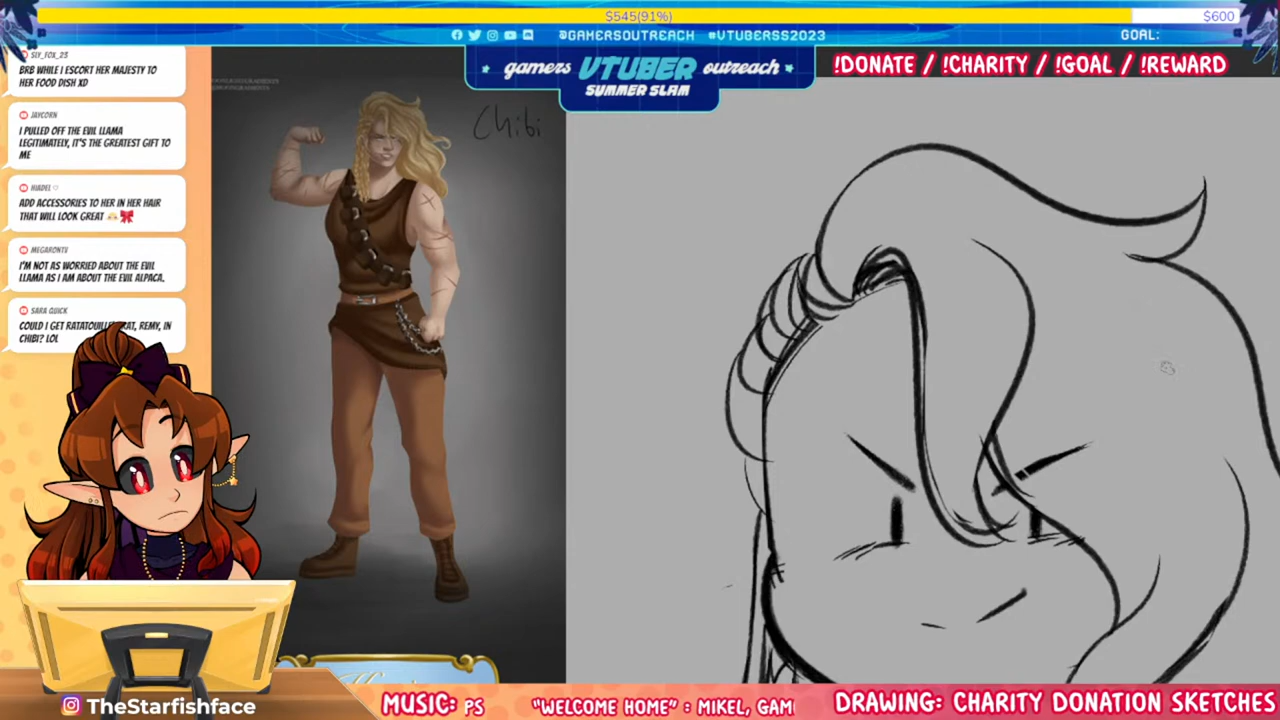 $545(91%)
$600
@GAMERSOUTREACH #VTUBERSS2023
GOAL:
gamers VTUBER outreach
SUMMER SLAM
!DONATE / !CHARITY / !GOAL / !REWARD
SLY_FOX_23
BRB WHILE I ESCORT HER MAJESTY TO
HER FOOD DISH XD
JAYCORN
I PULLED OFF THE EVIL LLAMA
LEGITIMATELY, IT'S THE GREATEST GIFT TO
ME
HIADEL
ADD ACCESSORIES TO HER IN HER HAIR
THAT WILL LOOK GREAT
MEGARONTV
I'M NOT AS WORRIED ABOUT THE EVIL
LLAMA AS I AM ABOUT THE EVIL ALPACA.
SARA QUICK
COULD I GET RAT, REMY, IN
CHIBI? LOL
Chibi
TheStarfishface
MUSIC: PS "WELCOME HOME" : MIKEL, GAM
DRAWING: CHARITY DONATION SKETCHES